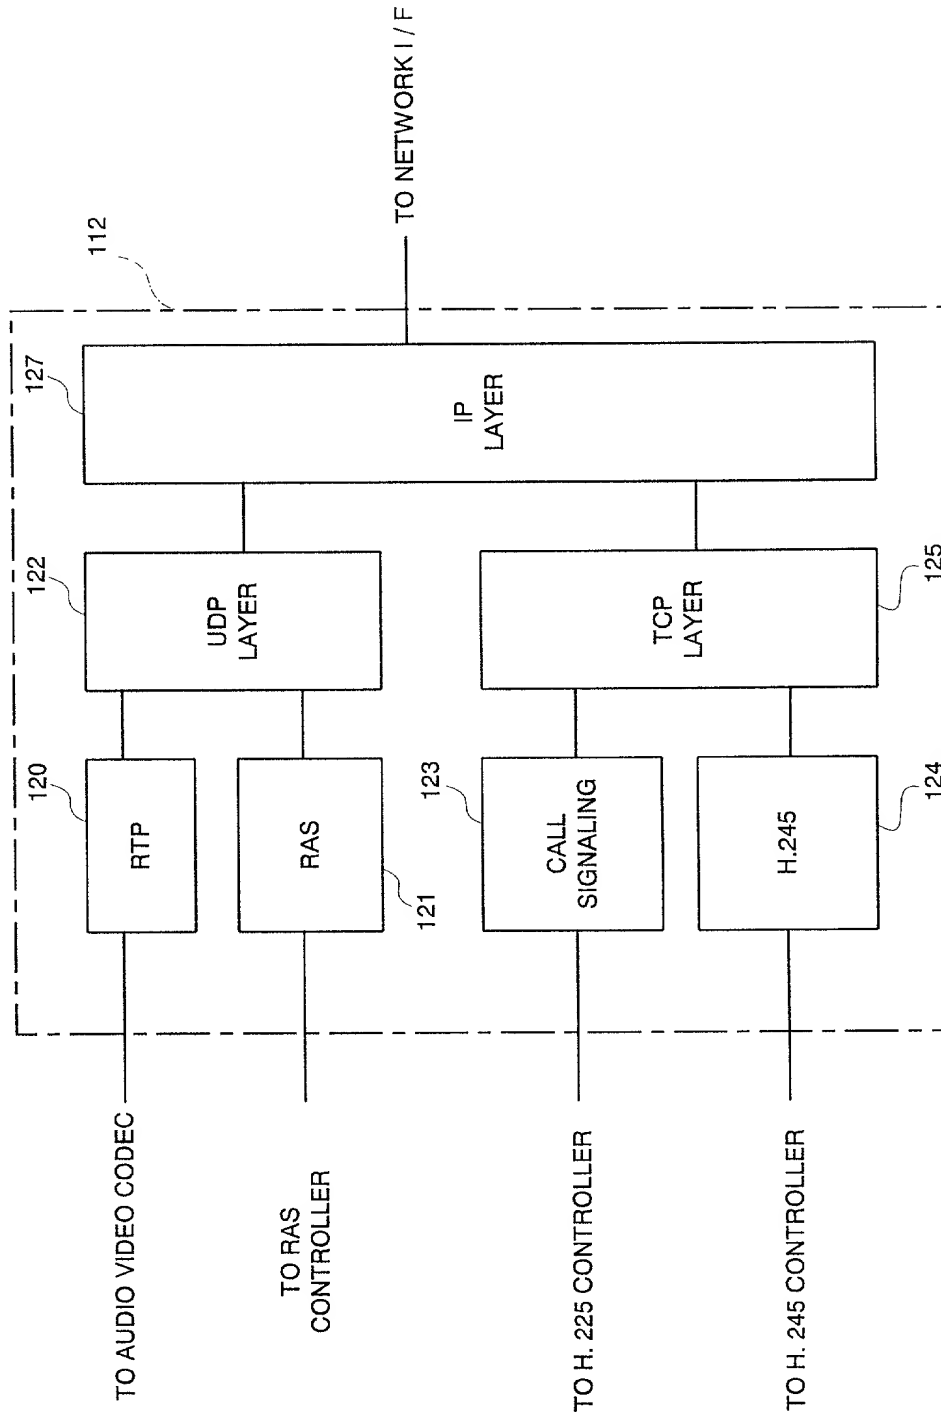 TO AUDIO VIDEO CODEC
TO RAS
CONTROLLER
TO H. 225 CONTROLLER
TO H. 245 CONTROLLER
120
RTP
RAS
121
123
CALL
SIGNALING
H.245
124
122
UDP
LAYER
TCP
LAYER
125
127
IP
LAYER
112
TO NETWORK I / F